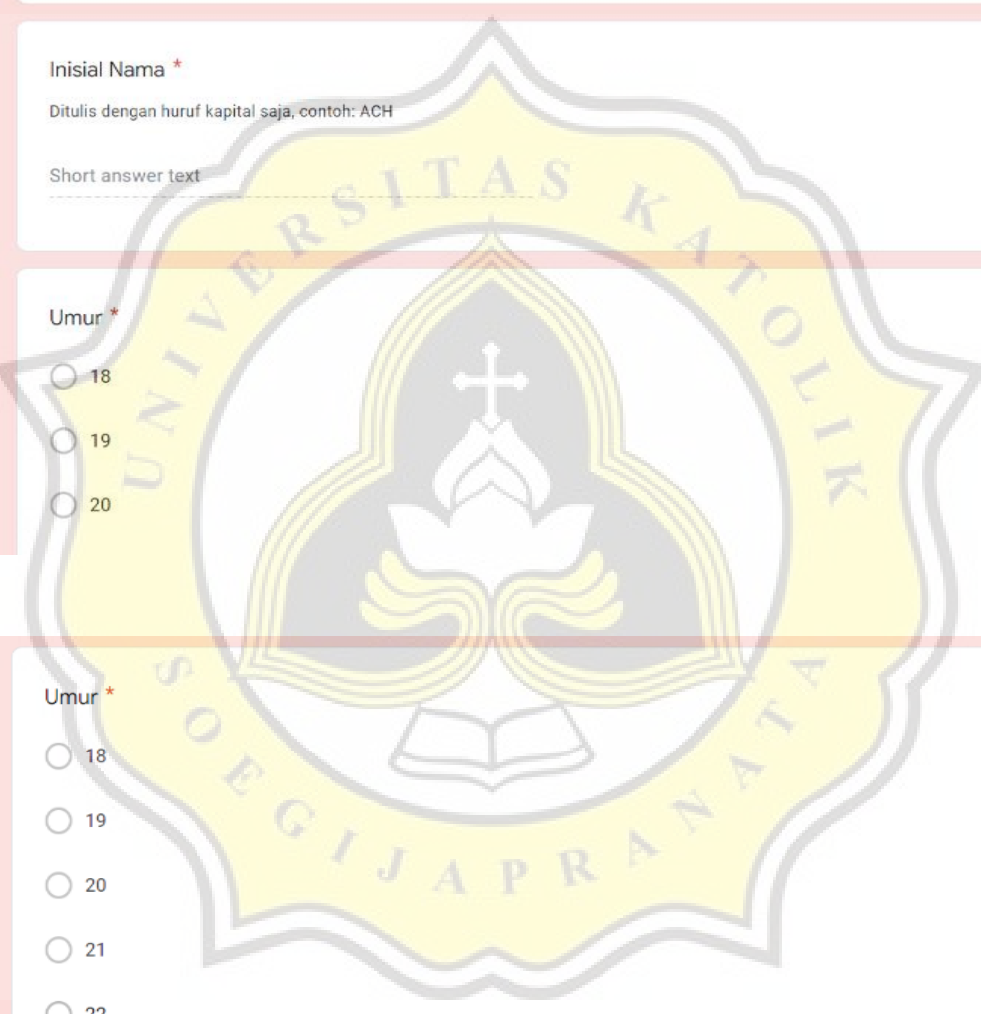 Inisial Nama *
Ditulis dengan huruf kapital saja, contoh: ACH
Short answer text
Umur *
18
19
20
Umur *
18
19
20
21
22
UNIVERSITAS KATOLIK
SOEGIJAPRANATA